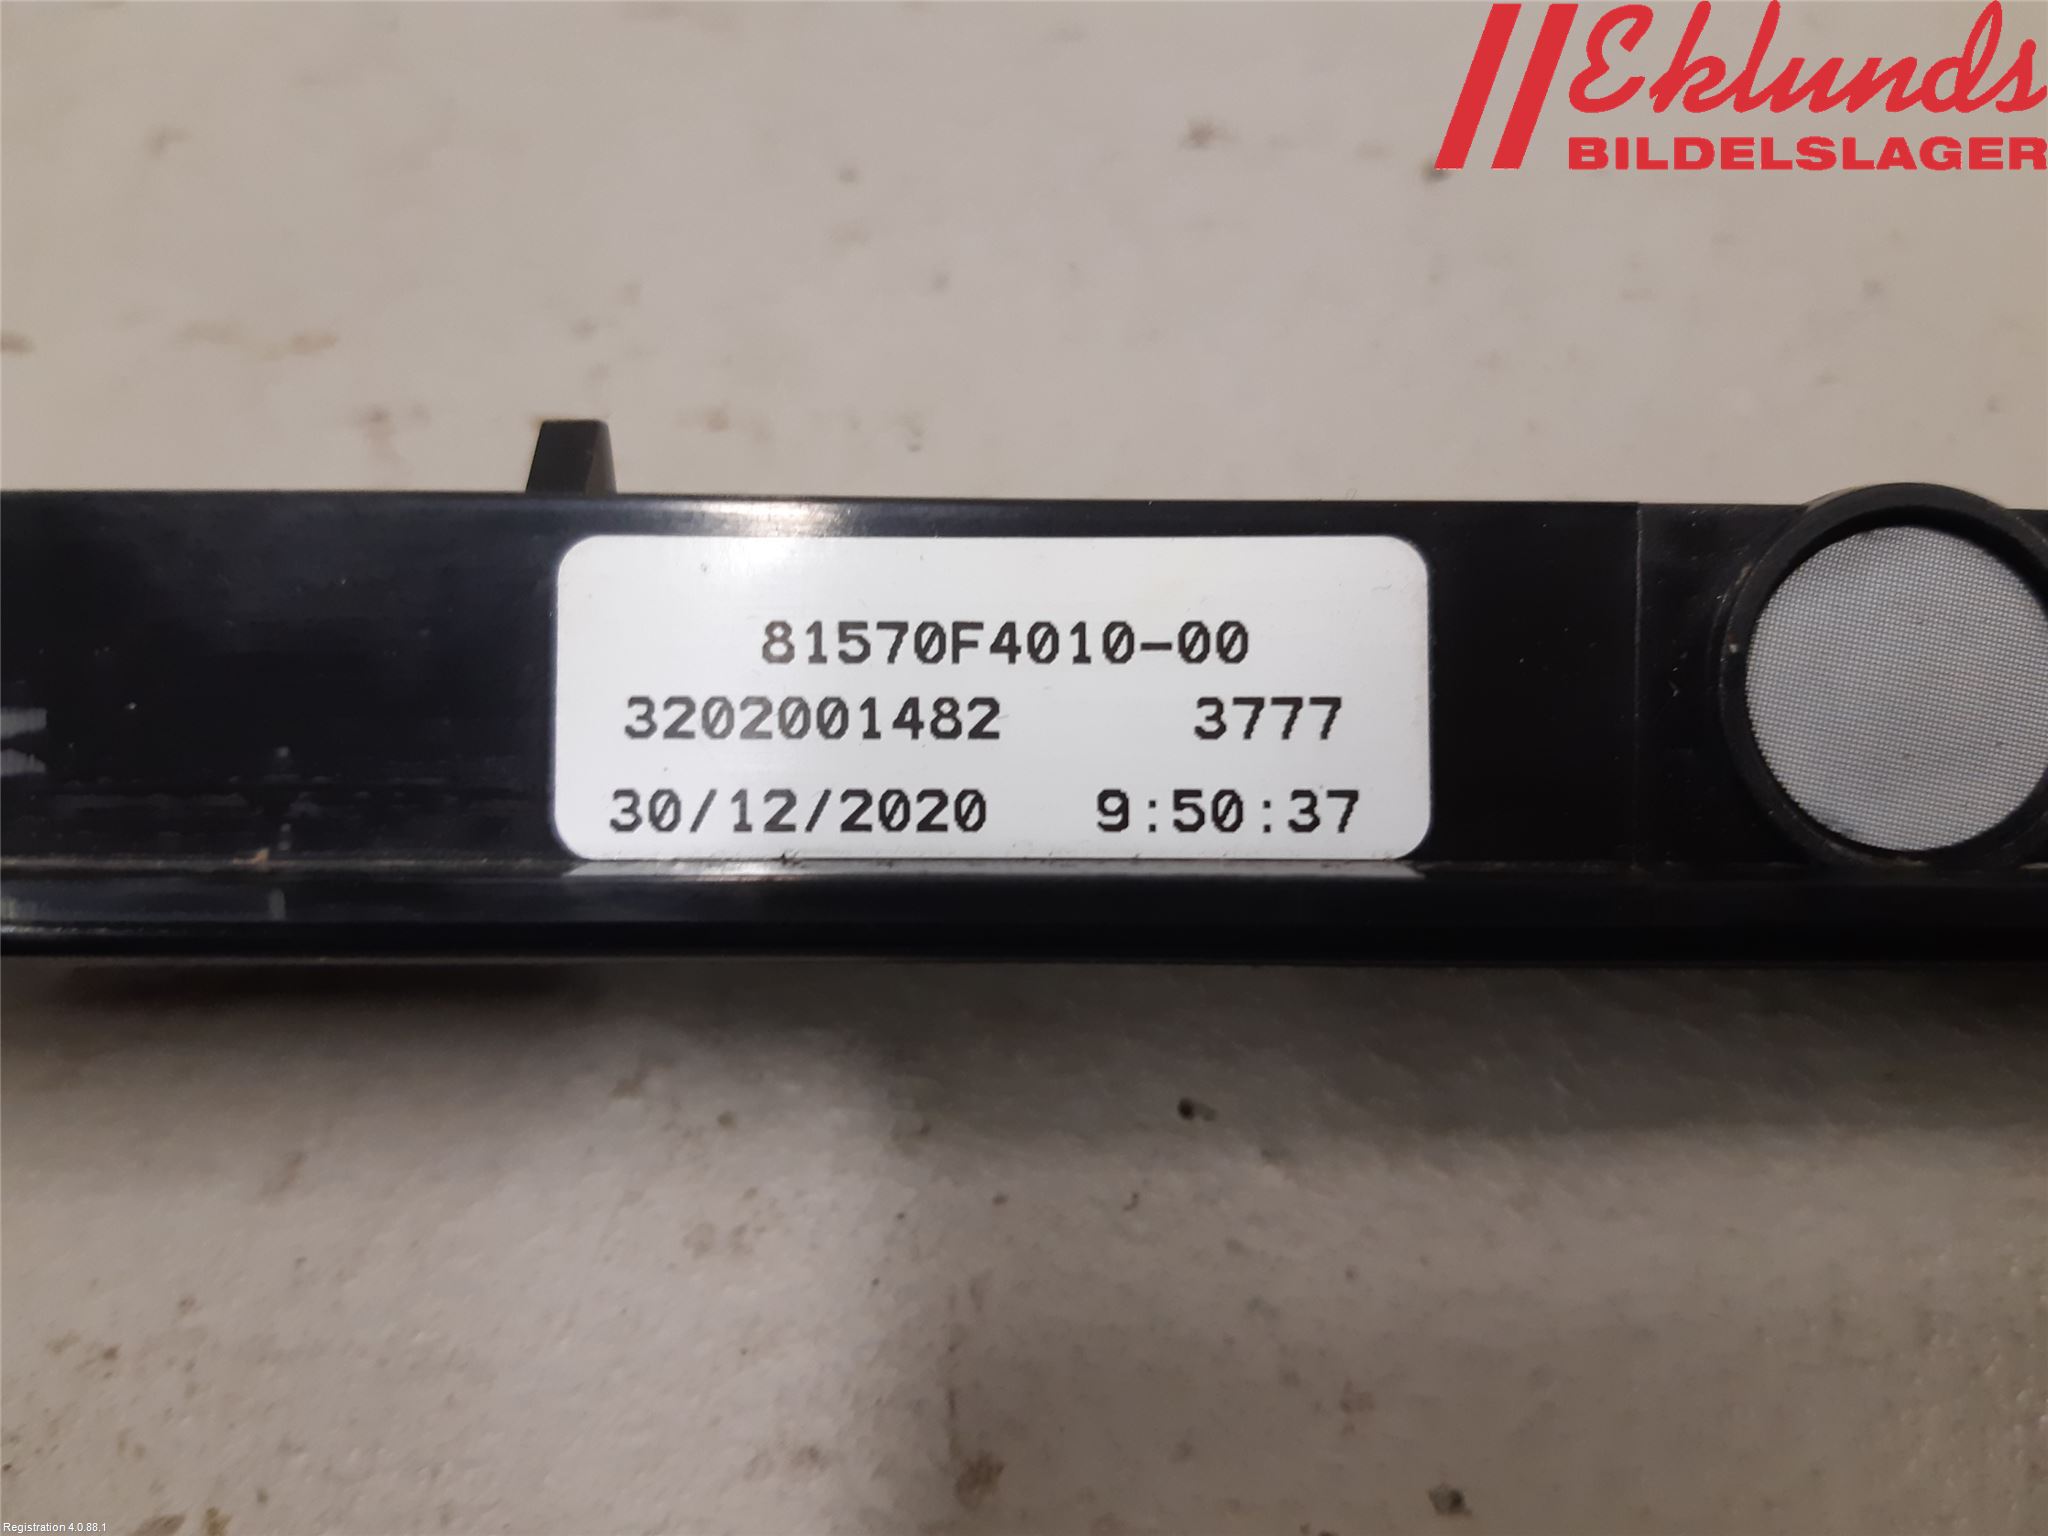 Eklunds
BILDELSLAGER
81570F4010-00
3202001482 3777
30/12/2020 9:50:37
Registration 4.0.88.1